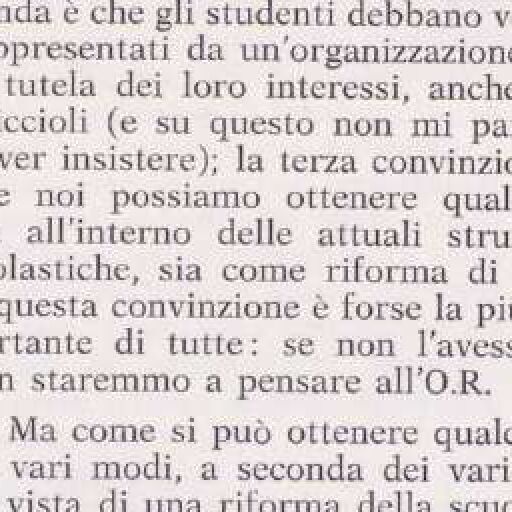 nda è che gli studenti debbano v
ppresentati da un'organizzazione
tutela dei loro interessi, anche
iccioli (e su questo non mi pa
ver insistere); la terza convinzio
e noi possiamo ottenere qual
all'interno delle attuali stru
olastiche, sia come riforma di
questa convinzione è forse la più
rtante di tutte: se non l'avess
n staremmo a pensare all'O.R.
Ma come si può ottenere qualc
vari modi, a seconda dei vari
vista di una riforma della scuo